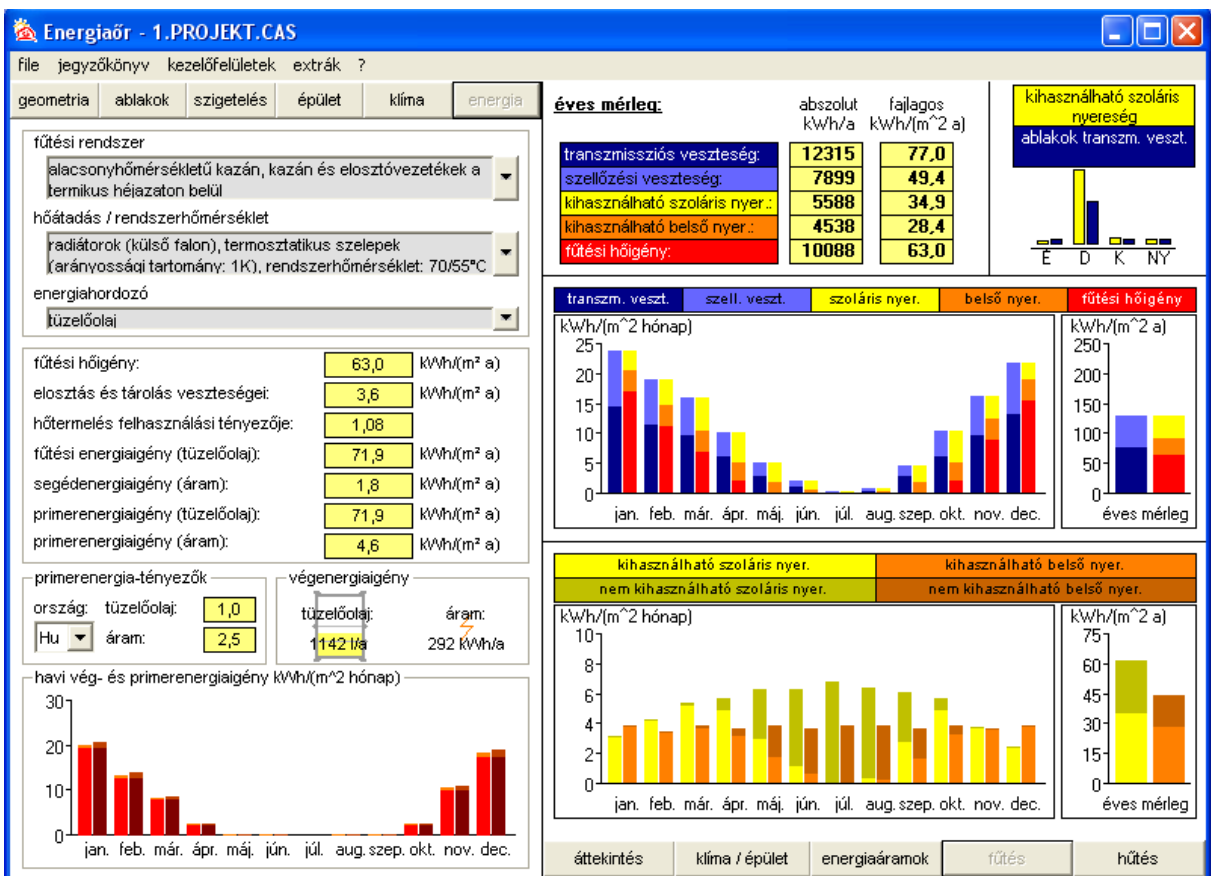 Energiaőr - 1.PROJEKT.CAS
file jegyzőkönyv kezelőfelületek extrák ?
geometria ablakok szigetelés épület klíma energia
fűtési rendszer
alacsonyhőmérsékletű kazán, kazán és elosztóvezetékek a
termikus héjazaton belül
hőátadás / rendszerhőmérséklet
radiátorok (külső falon), termosztatikus szelepek
(arányossági tartomány: 1K), rendszerhőmérséklet: 70/55°C
energiahordozó
tüzelőolaj
fűtési hőigény: 63,0 kWh/(m² a)
elosztás és tárolás veszteségei: 3,6 kWh/(m² a)
hőtermelés felhasználási tényezője: 1,08
fűtési energiaigény (tüzelőolaj): 71,9 kWh/(m² a)
segédenergiaigény (áram): 1,8 kWh/(m² a)
primerenergiaigény (tüzelőolaj): 71,9 kWh/(m² a)
primerenergiaigény (áram): 4,6 kWh/(m² a)
primerenergia-tényezők
ország: tüzelőolaj: 1,0
Hu áram: 2,5
végenergiaigény
tüzelőolaj: áram:
1142 l/a 292 kWh/a
havi vég- és primerenergiaigény kWh/(m^2 hónap)
30
20
10
0
jan. feb. már. ápr. máj. jún. júl. aug. szep. okt. nov. dec.
éves mérleg: abszolut fajlagos
kWh/a kWh/(m^2 a)
transzmissziós veszteség: 12315 77,0
szellőzési veszteség: 7899 49,4
kihasználható szoláris nyer.: 5588 34,9
kihasználható belső nyer.: 4538 28,4
fűtési hőigény: 10088 63,0
kihasználható szoláris
nyereség
ablakok transzm. veszt.
É D K NY
transzm. veszt. szell. veszt. szoláris nyer. belső nyer. fűtési hőigény
kWh/(m^2 hónap)
25
20
15
10
5
0
jan. feb. már. ápr. máj. jún. júl. aug. szep. okt. nov. dec.
kWh/(m^2 a)
250
200
150
100
50
0
éves mérleg
kihasználható szoláris nyer. kihasználható belső nyer.
nem kihasználható szoláris nyer. nem kihasználható belső nyer.
kWh/(m^2 hónap)
10
8
6
4
2
0
jan. feb. már. ápr. máj. jún. júl. aug. szep. okt. nov. dec.
kWh/(m^2 a)
75
60
45
30
15
0
éves mérleg
áttekintés klíma / épület energiaáramok fűtés hűtés